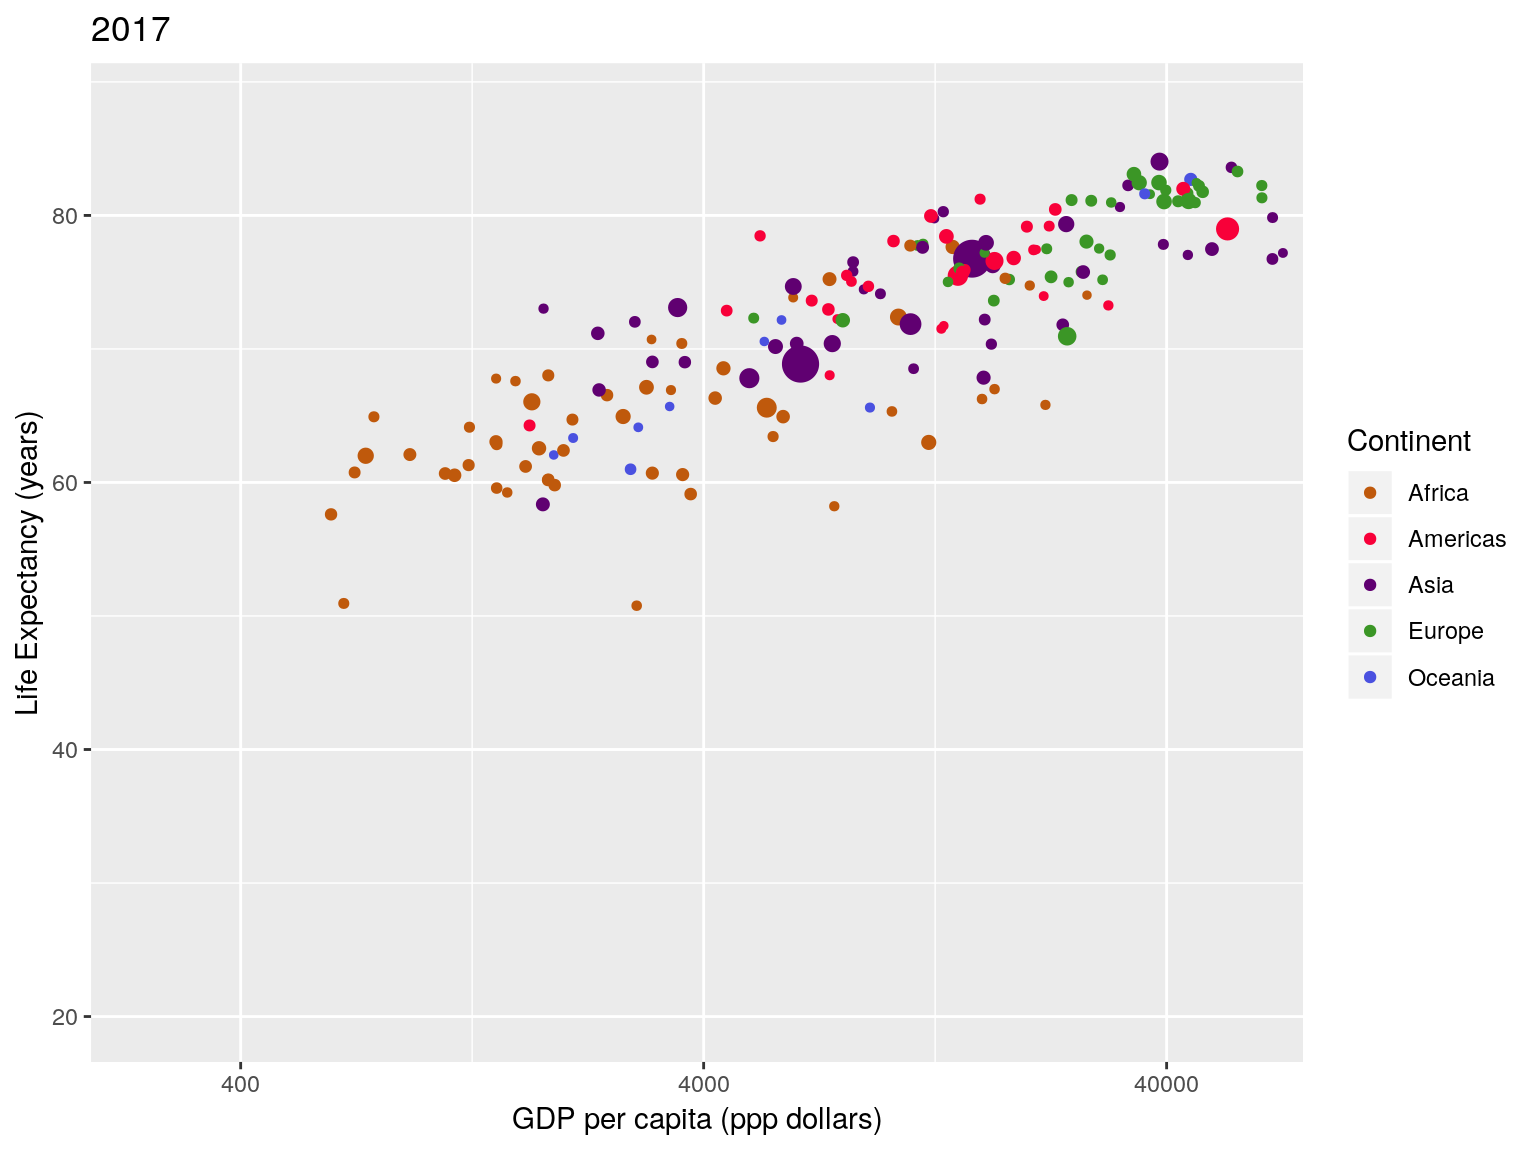 2017
Life Expectancy (years)
80
60
40
20
400
4000
40000
GDP per capita (ppp dollars)
Continent
Africa
Americas
Asia
Europe
Oceania